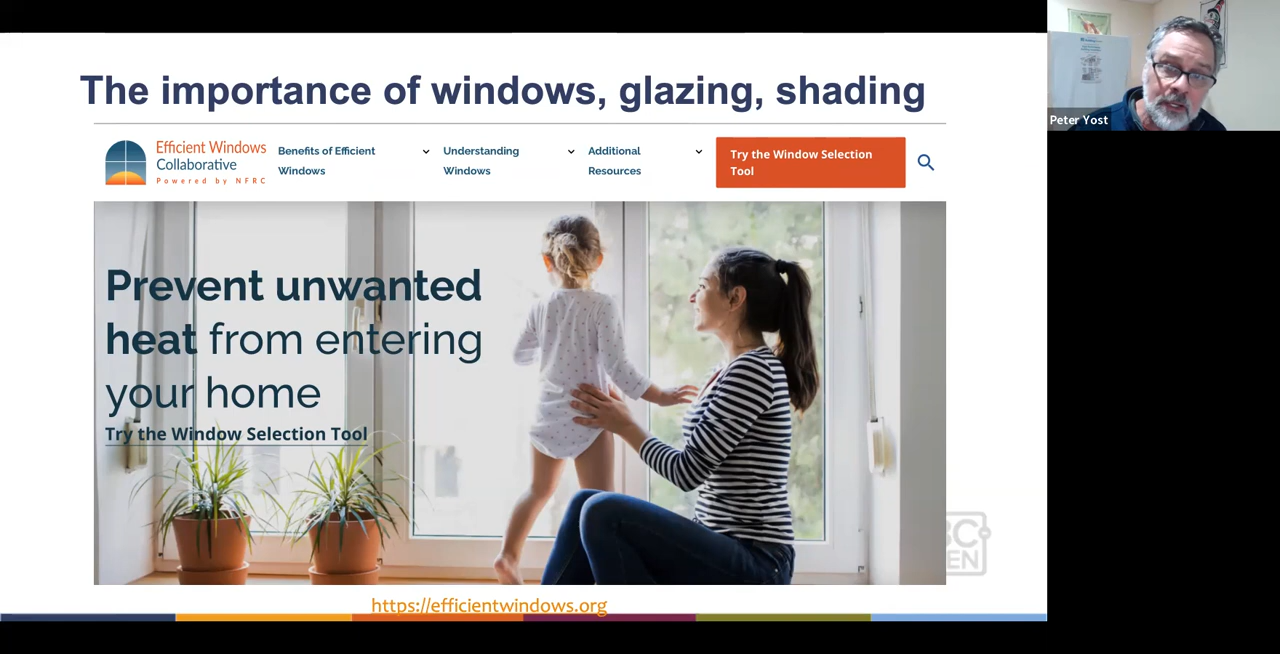 The importance of windows, glazing, shading
Efficient Windows
Collaborative
Powered by NFRC
Benefits of Efficient
Windows
Understanding
Windows
Additional
Resources
Try the Window Selection
Tool
Prevent unwanted
heat from entering
your home
Try the Window Selection Tool
https://efficientwindows.org
Peter Yost